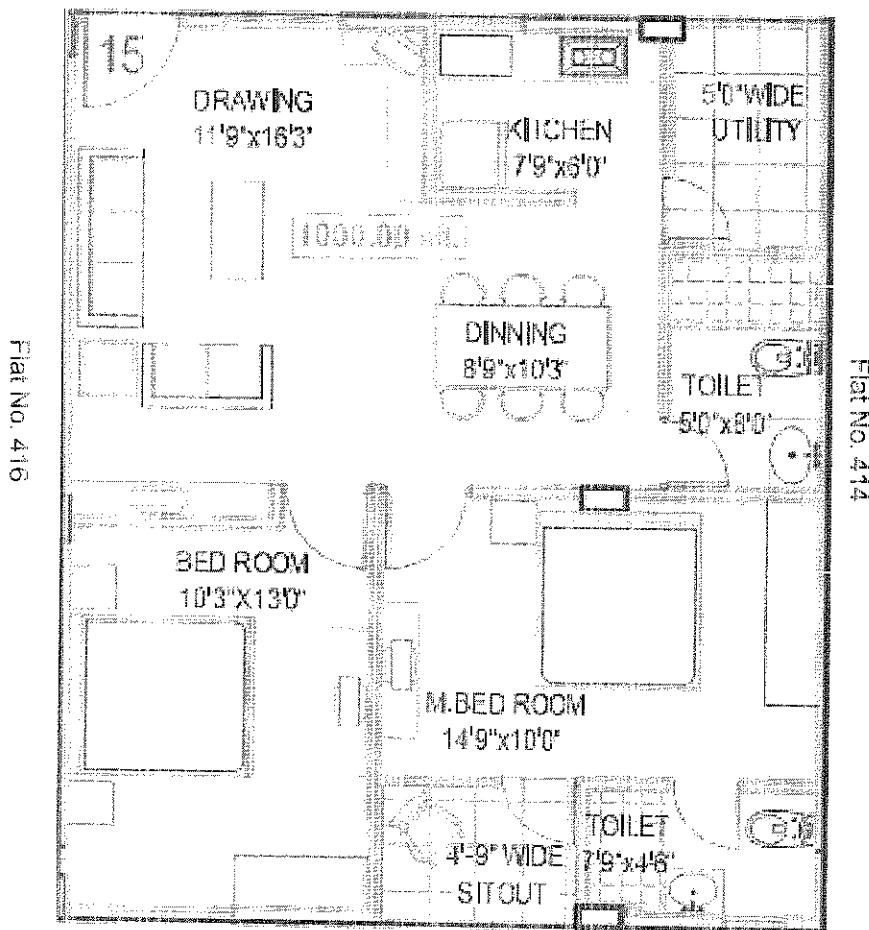 15
DRAWING
11'9"x16'3"
KITCHEN
7'9"x6'0"
5'0"WIDE
UTILITY
1000.00
DINNING
8'9"x10'3"
TOILET
5'0"x8'0"
Flat No. 416
Flat No. 414
BED ROOM
10'3"X13'0"
M.BED ROOM
14'9"x10'0"
4'-9" WIDE
SITOUT
TOILET
7'9"x4'6"